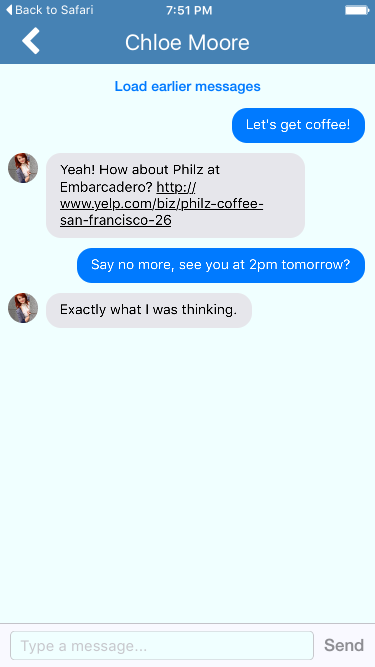 Back to Safari
7:51 PM
Chloe Moore
Load earlier messages
Let's get coffee!
Yeah! How about Philz at
Embarcadero? http://
www.yelp.com/biz/philz-coffee-
san-francisco-26
Say no more, see you at 2pm tomorrow?
Exactly what I was thinking.
Type a message...
Send